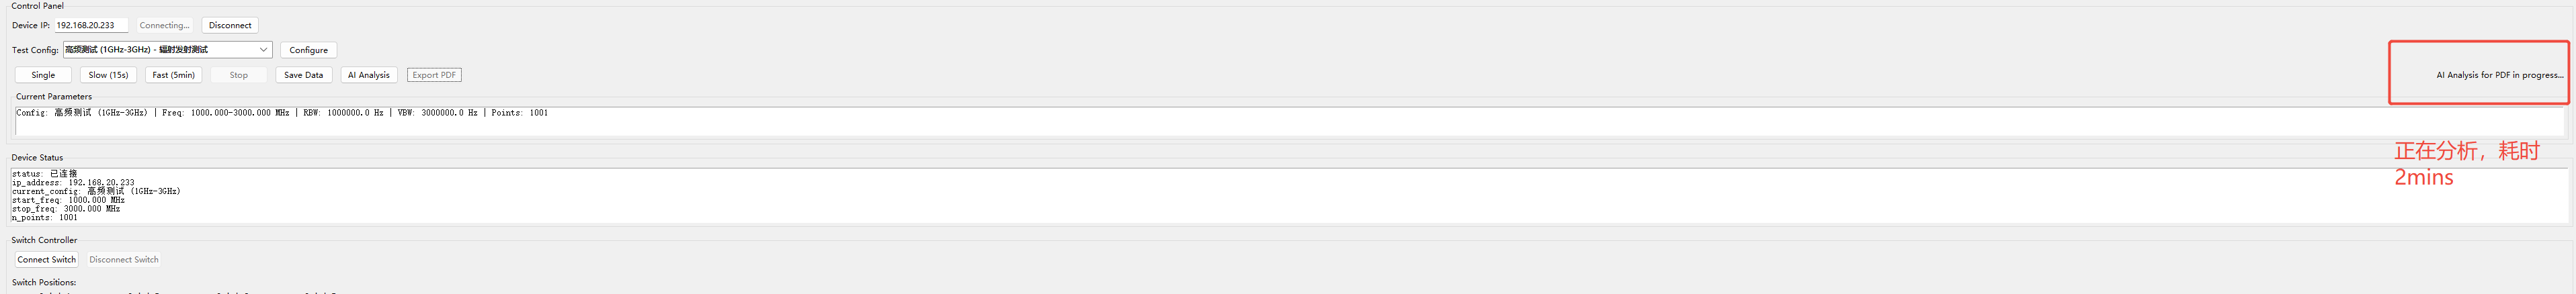 Control Panel
Device IP: 192.168.20.233 Connecting... Disconnect
Test Config: 高频测试 (1GHz-3GHz) - 辐射发射测试 Configure
Single Slow (15s) Fast (5min) Stop Save Data AI Analysis Export PDF AI Analysis for PDF in progress...
Current Parameters
Config: 高频测试 (1GHz-3GHz) | Freq: 1000.000-3000.000 MHz | RBW: 1000000.0 Hz | VBW: 3000000.0 Hz | Points: 1001
正在分析，耗时
2mins
Device Status
status: 已连接
ip_address: 192.168.20.233
current_config: 高频测试 (1GHz-3GHz)
start_freq: 1000.000 MHz
stop_freq: 3000.000 MHz
n_points: 1001
Switch Controller
Connect Switch Disconnect Switch
Switch Positions: